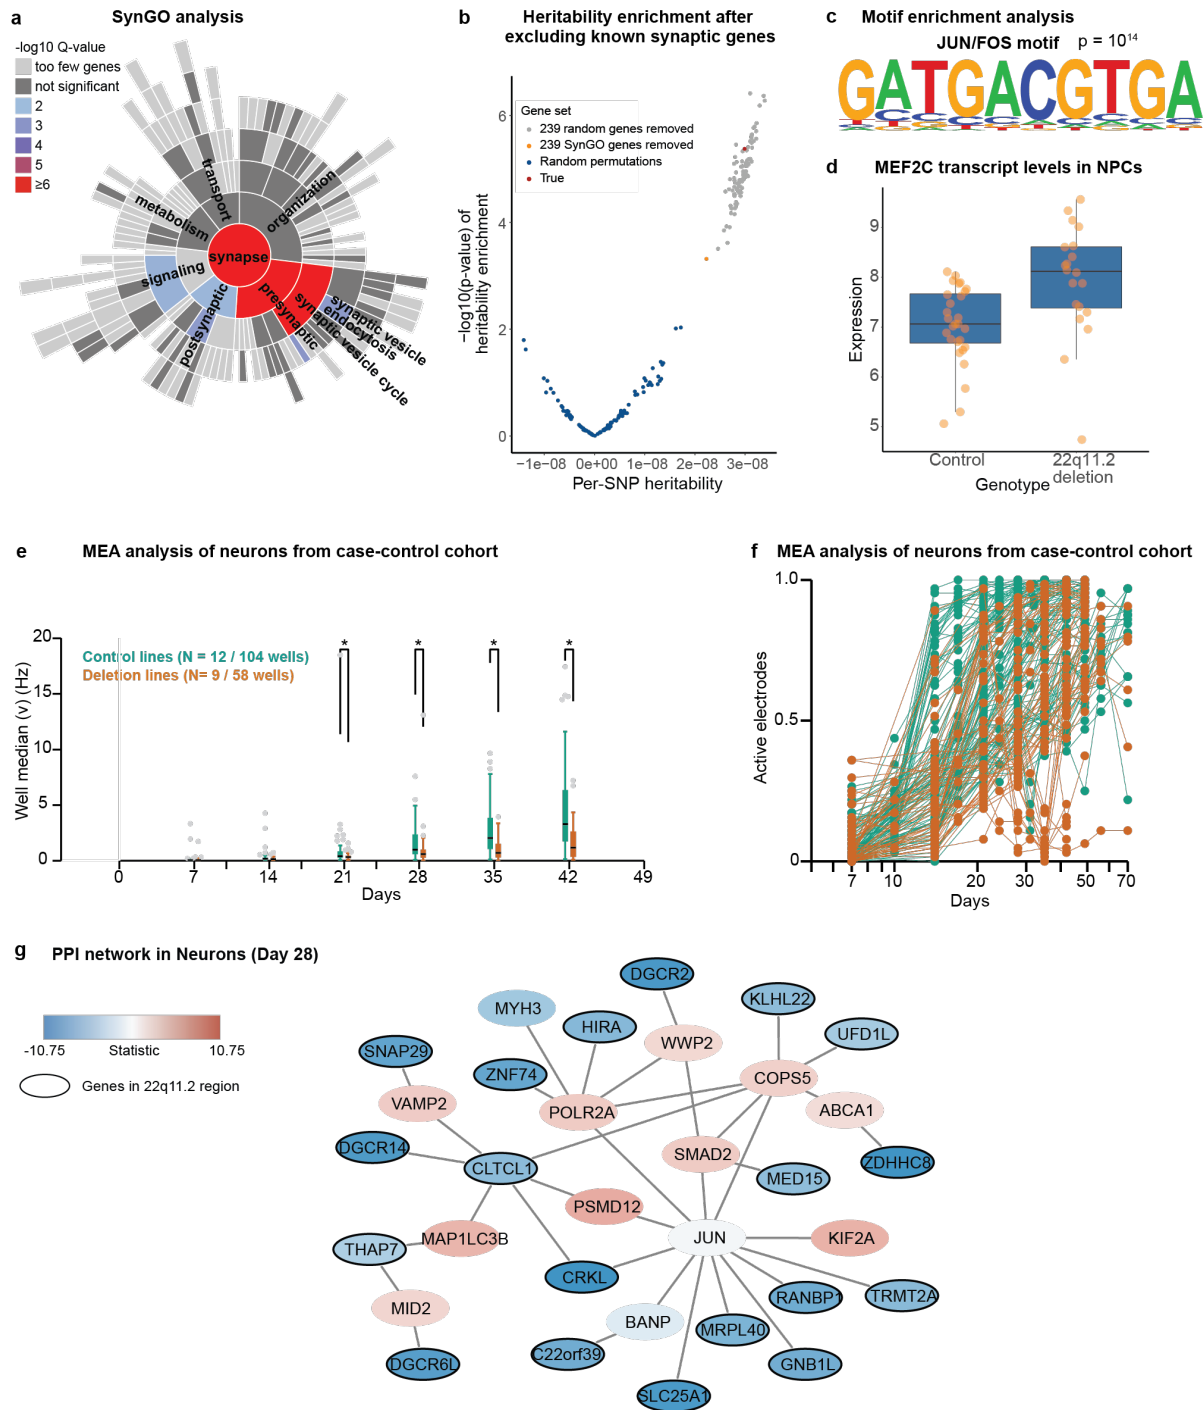 a
SynGO analysis
-log10 Q-value
too few genes
not significant
2
3
4
5
≥6
transport
organization
metabolism
synapse
signaling
postsynaptic
presynaptic
synaptic vesicle
endocytosis
synaptic vesicle cycle
b
Heritability enrichment after
excluding known synaptic genes
Gene set
239 random genes removed
239 SynGO genes removed
Random permutations
True
−log10(p-value) of
heritability enrichment
6
4
2
0
−1e−08
0e+00
1e−08
2e−08
3e−08
Per-SNP heritability
c
Motif enrichment analysis
JUN/FOS motif p = 10¹⁴
GATGACGTGA
d
MEF2C transcript levels in NPCs
Expression
9
8
7
6
5
Control
22q11.2
deletion
Genotype
e
MEA analysis of neurons from case-control cohort
Well median (v) (Hz)
20
15
10
5
0
Control lines (N = 12 / 104 wells)
Deletion lines (N= 9 / 58 wells)
* * * *
0 7 14 21 28 35 42 49
Days
f
MEA analysis of neurons from case-control cohort
Active electrodes
1.0
0.5
0
7 10 20 30 50 70
Days
g
PPI network in Neurons (Day 28)
-10.75 Statistic 10.75
Genes in 22q11.2 region
DGCR2
KLHL22
MYH3
HIRA
UFD1L
WWP2
SNAP29
ZNF74
COPS5
VAMP2
POLR2A
ABCA1
DGCR14
CLTCL1
SMAD2
ZDHHC8
MED15
PSMD12
MAP1LC3B
JUN
KIF2A
THAP7
CRKL
RANBP1
TRMT2A
MID2
BANP
MRPL40
C22orf39
GNB1L
DGCR6L
SLC25A1